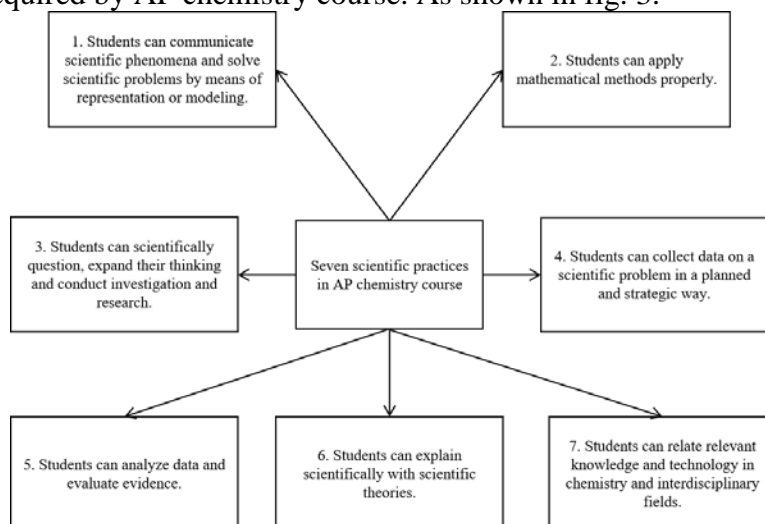 equired by AP chemistry course. As shown in fig. 3.
1. Students can communicate
scientific phenomena and solve
scientific problems by means of
representation or modeling.
2. Students can apply
mathematical methods properly.
3. Students can scientifically
question, expand their thinking
and conduct investigation and
research.
Seven scientific practices
in AP chemistry course
4. Students can collect data on
a scientific problem in a planned
and strategic way.
5. Students can analyze data and
evaluate evidence.
6. Students can explain
scientifically with scientific
theories.
7. Students can relate relevant
knowledge and technology in
chemistry and interdisciplinary
fields.